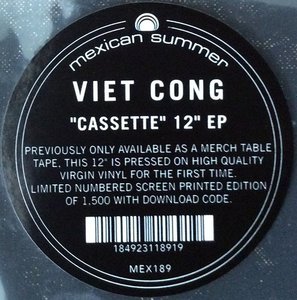 mexican summer
VIET CONG
"CASSETTE" 12" EP
PREVIOUSLY ONLY AVAILABLE AS A MERCH TABLE
TAPE, THIS 12" IS PRESSED ON HIGH QUALITY
VIRGIN VINYL FOR THE FIRST TIME.
LIMITED NUMBERED SCREEN PRINTED EDITION
OF 1,500 WITH DOWNLOAD CODE.
184923118919
MEX189